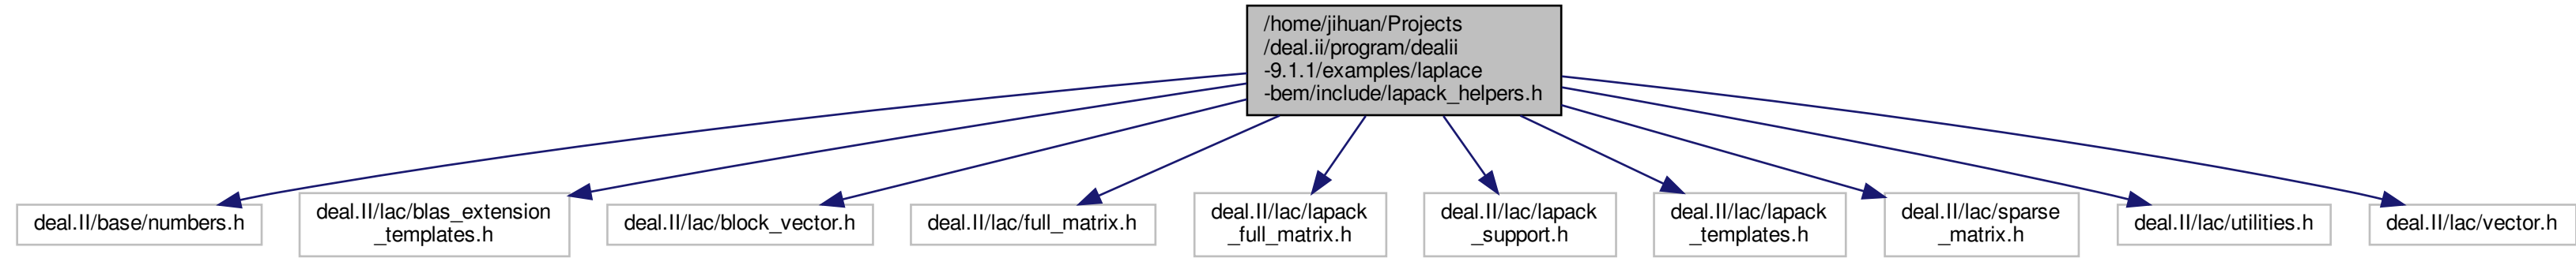 /home/jihuan/Projects
/deal.ii/program/dealii
-9.1.1/examples/laplace
-bem/include/lapack_helpers.h
deal.II/base/numbers.h
deal.II/lac/blas_extension
_templates.h
deal.II/lac/block_vector.h
deal.II/lac/full_matrix.h
deal.II/lac/lapack
_full_matrix.h
deal.II/lac/lapack
_support.h
deal.II/lac/lapack
_templates.h
deal.II/lac/sparse
_matrix.h
deal.II/lac/utilities.h
deal.II/lac/vector.h